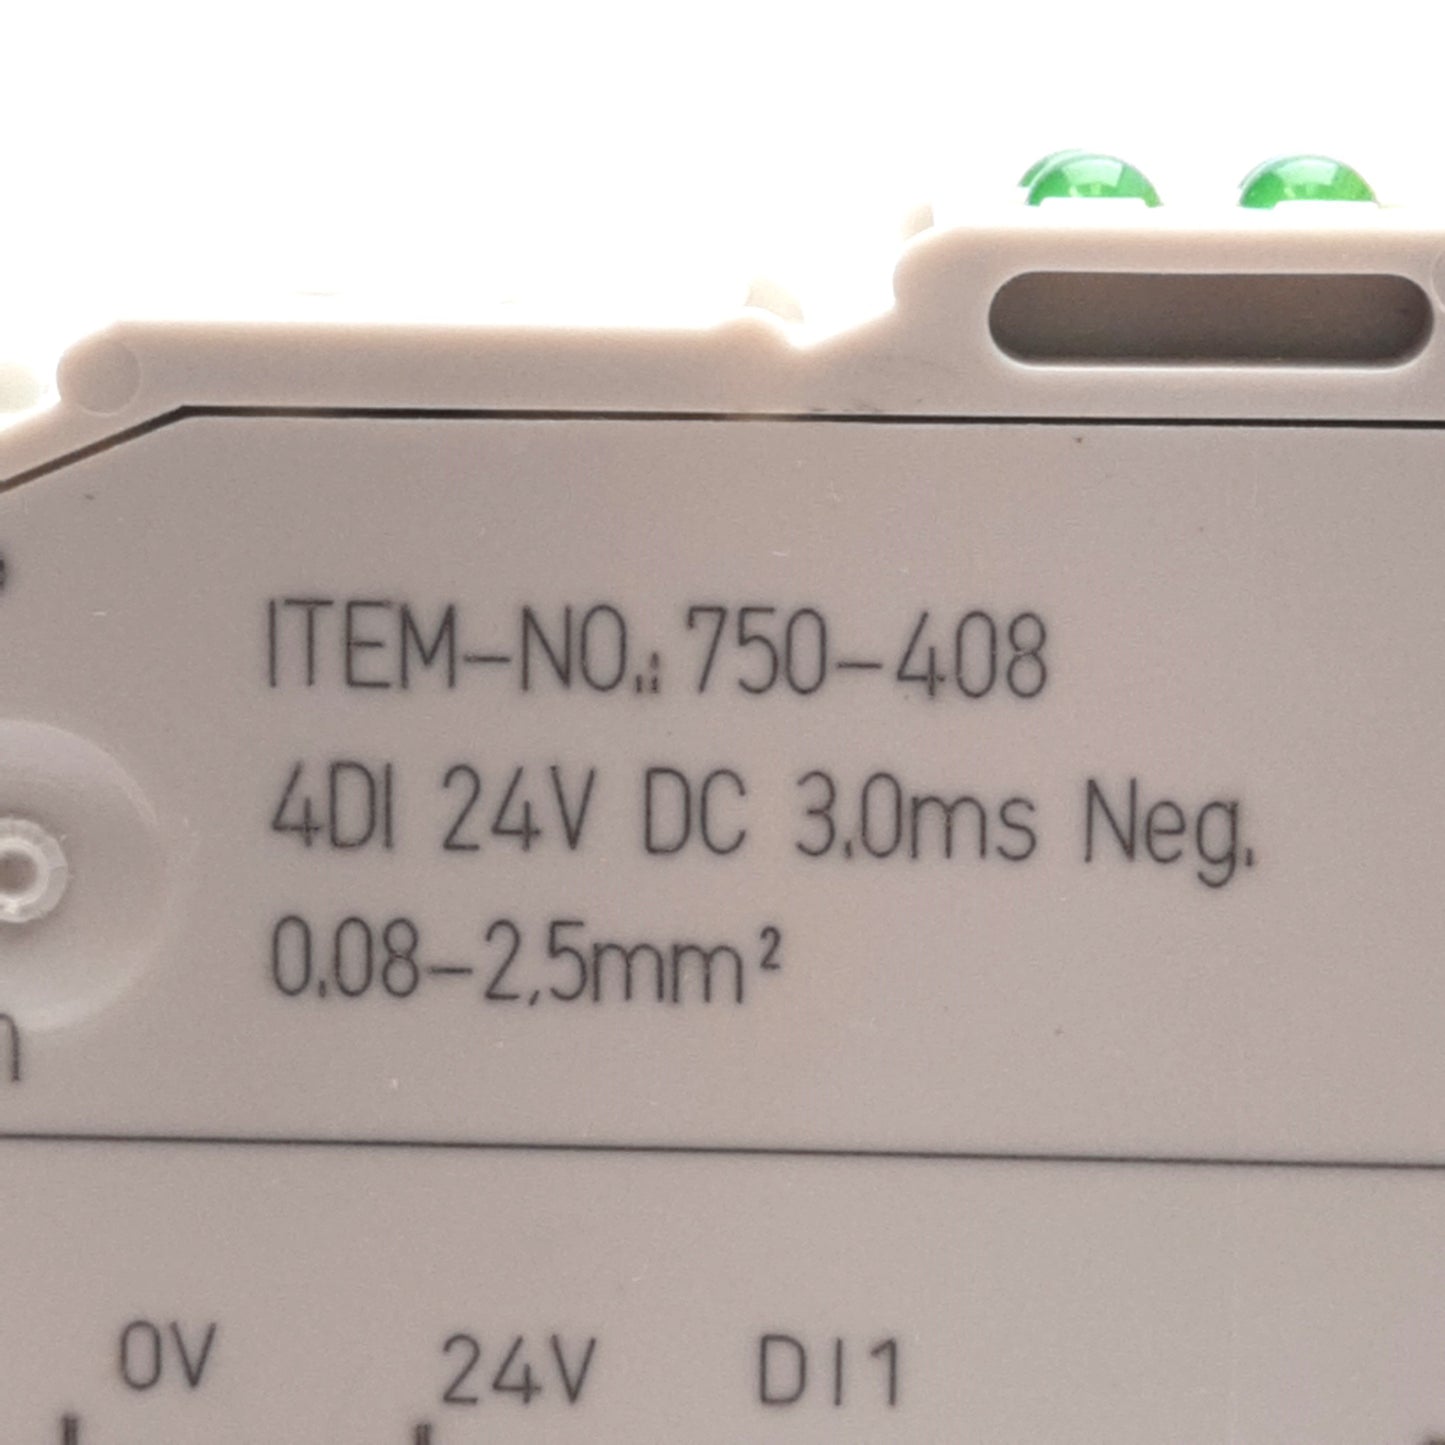 ITEM-NO.: 750-408
4DI 24V DC 3.0ms Neg.
0.08-2,5mm²
0V 24V DI1